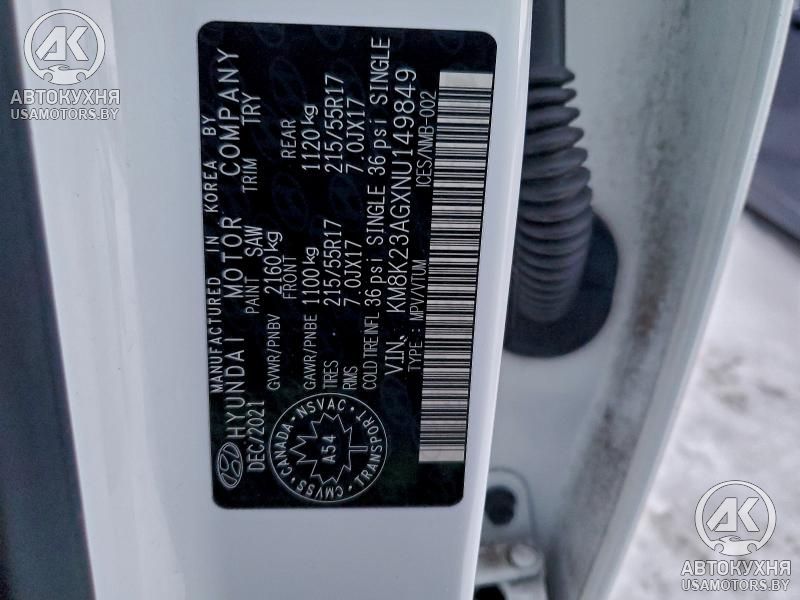 MANUFACTURED IN KOREA BY
HYUNDAI MOTOR COMPANY
DEC/2021 PAINT SAW TRIM TRY
GVWR/PNBV 2160kg
FRONT REAR
GAWR/PNBE 1100kg 1120kg
TIRES 215/55R17 215/55R17
RIMS 7.0JX17 7.0JX17
COLD TIRE INFL 36 psi SINGLE 36 psi SINGLE
VIN: KM8K23AGXNU149849
TYPE: MPV/VTUM ICES/NMB-002
CANADA • NSVAC • TRANSPORT • CMVSS •
A54
АК
АВТОКУХНЯ
USAMOTORS.BY
АК
АВТОКУХНЯ
USAMOTORS.BY